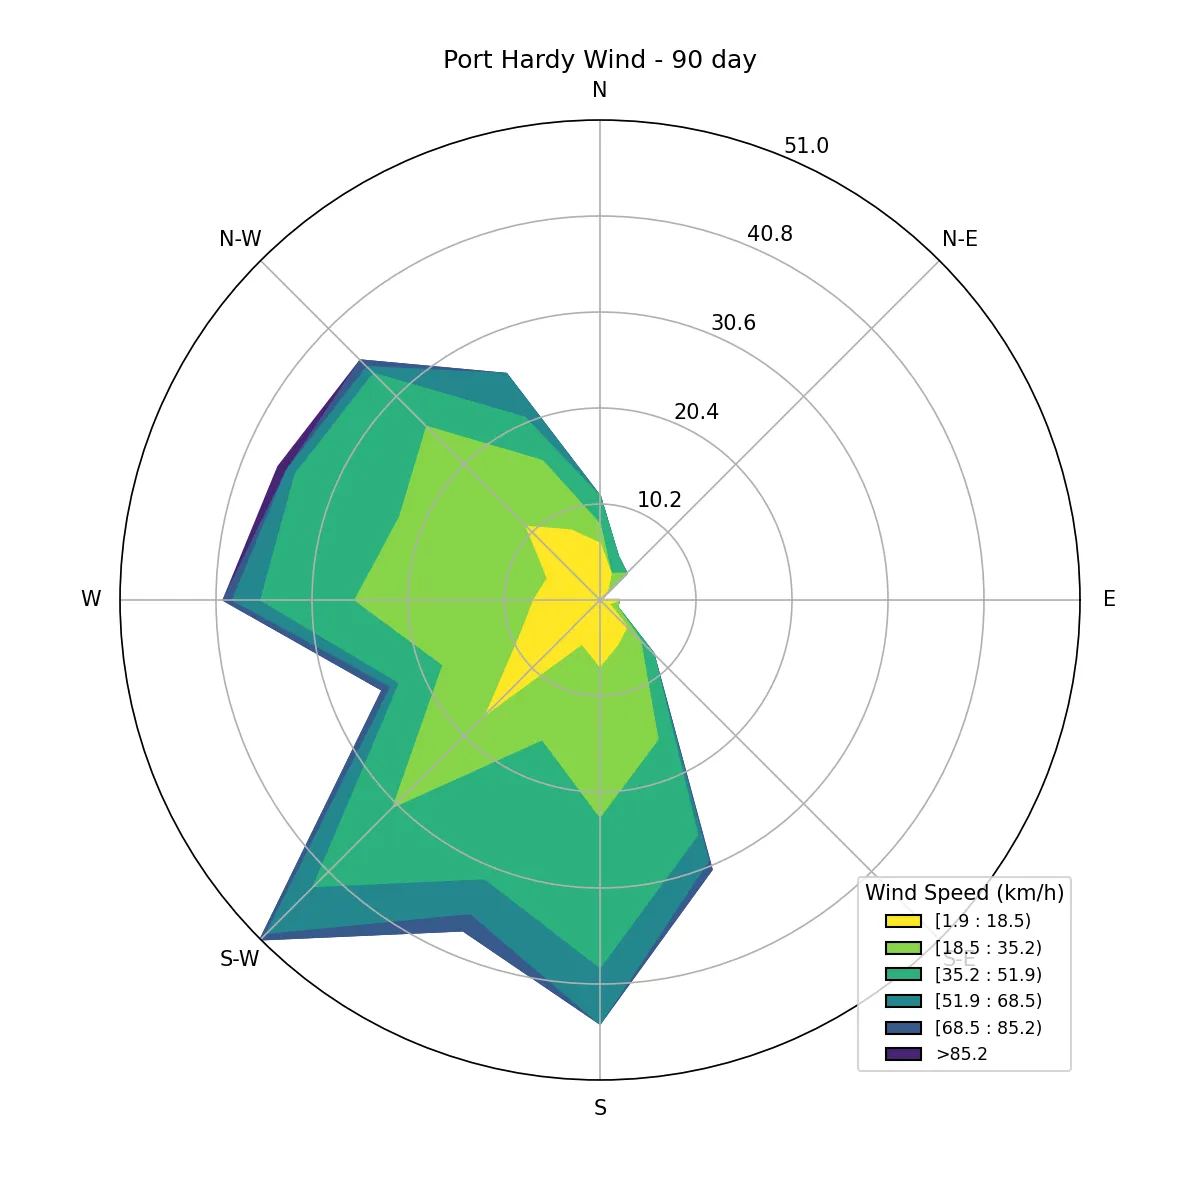 Port Hardy Wind - 90 day
N
51.0
N-W
N-E
40.8
30.6
20.4
10.2
W
E
S-W
S-E
S
Wind Speed (km/h)
[1.9 : 18.5)
[18.5 : 35.2)
[35.2 : 51.9)
[51.9 : 68.5)
[68.5 : 85.2)
>85.2